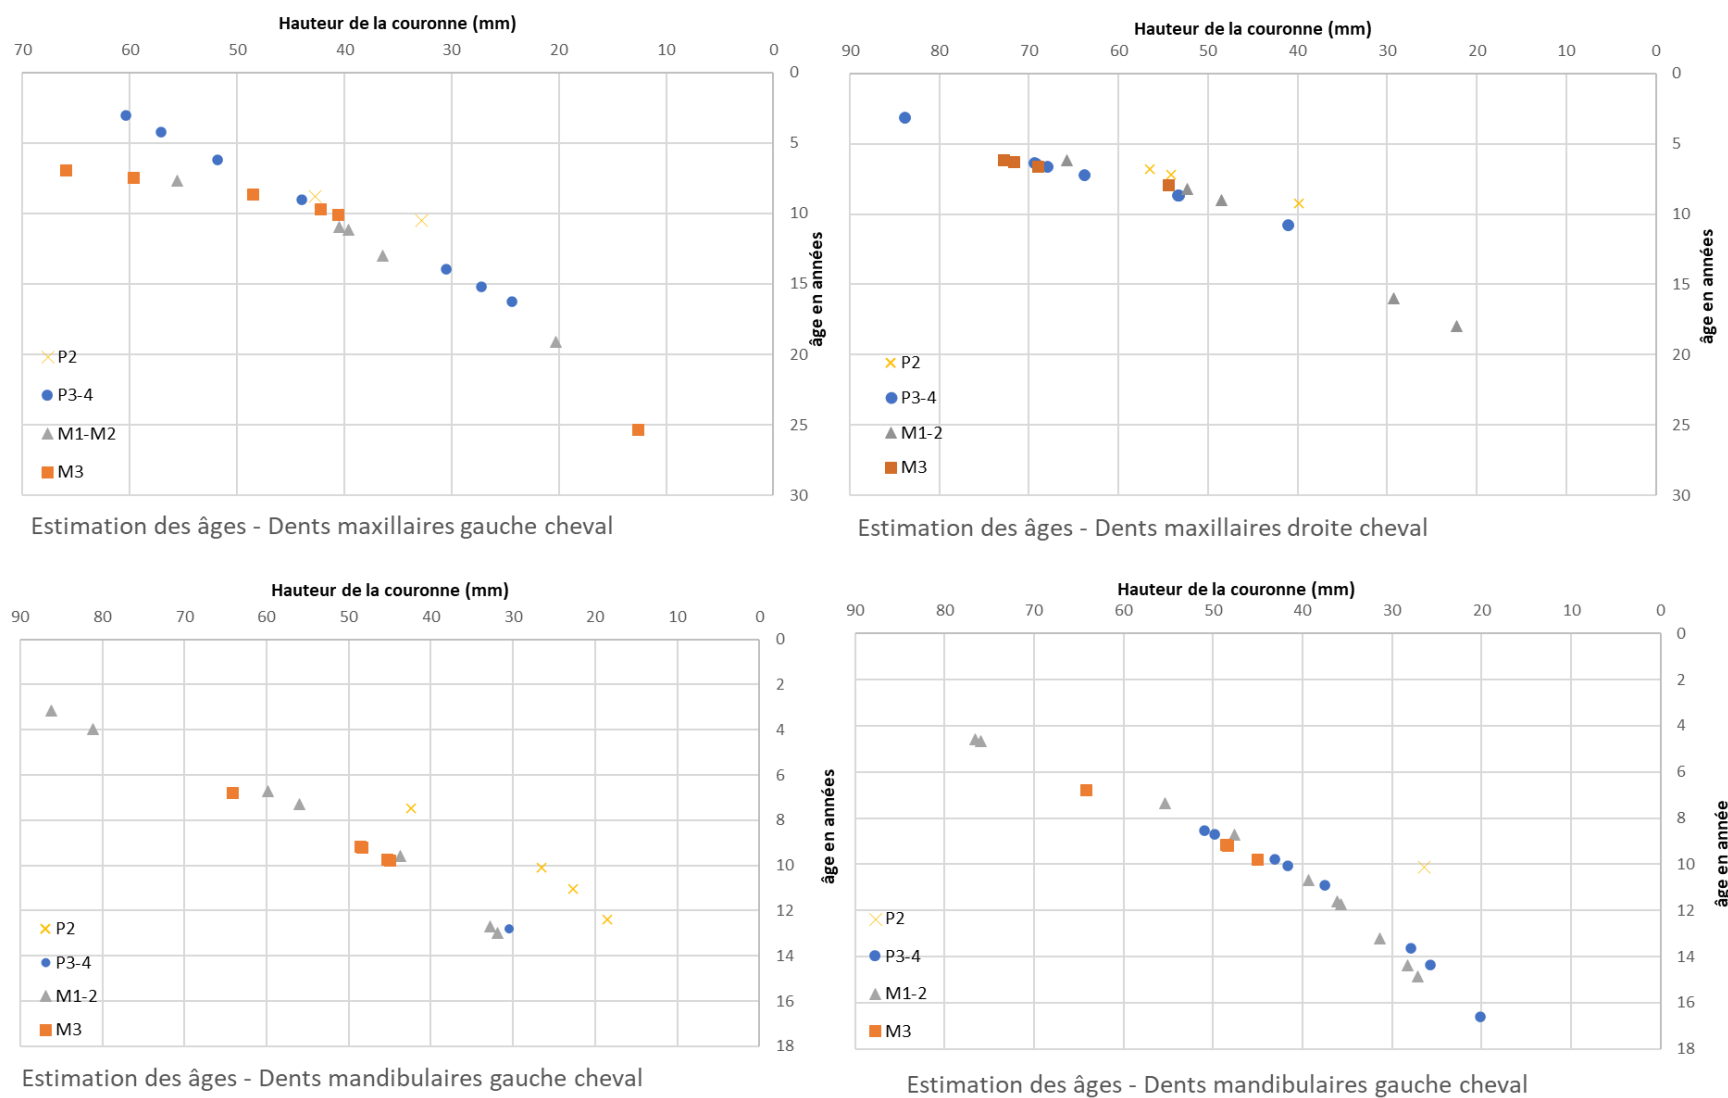 Hauteur de la couronne (mm)
70 60 50 40 30 20 10 0
0
5
10
15
20
25
30
âge en années
P2
P3-4
M1-M2
M3
Estimation des âges - Dents maxillaires gauche cheval
Hauteur de la couronne (mm)
90 80 70 60 50 40 30 20 10 0
0
5
10
15
20
25
30
âge en années
P2
P3-4
M1-2
M3
Estimation des âges - Dents maxillaires droite cheval
Hauteur de la couronne (mm)
90 80 70 60 50 40 30 20 10 0
0
2
4
6
8
10
12
14
16
18
âge en années
P2
P3-4
M1-2
M3
Estimation des âges - Dents mandibulaires gauche cheval
Hauteur de la couronne (mm)
90 80 70 60 50 40 30 20 10 0
0
2
4
6
8
10
12
14
16
18
âge en année
P2
P3-4
M1-2
M3
Estimation des âges - Dents mandibulaires gauche cheval